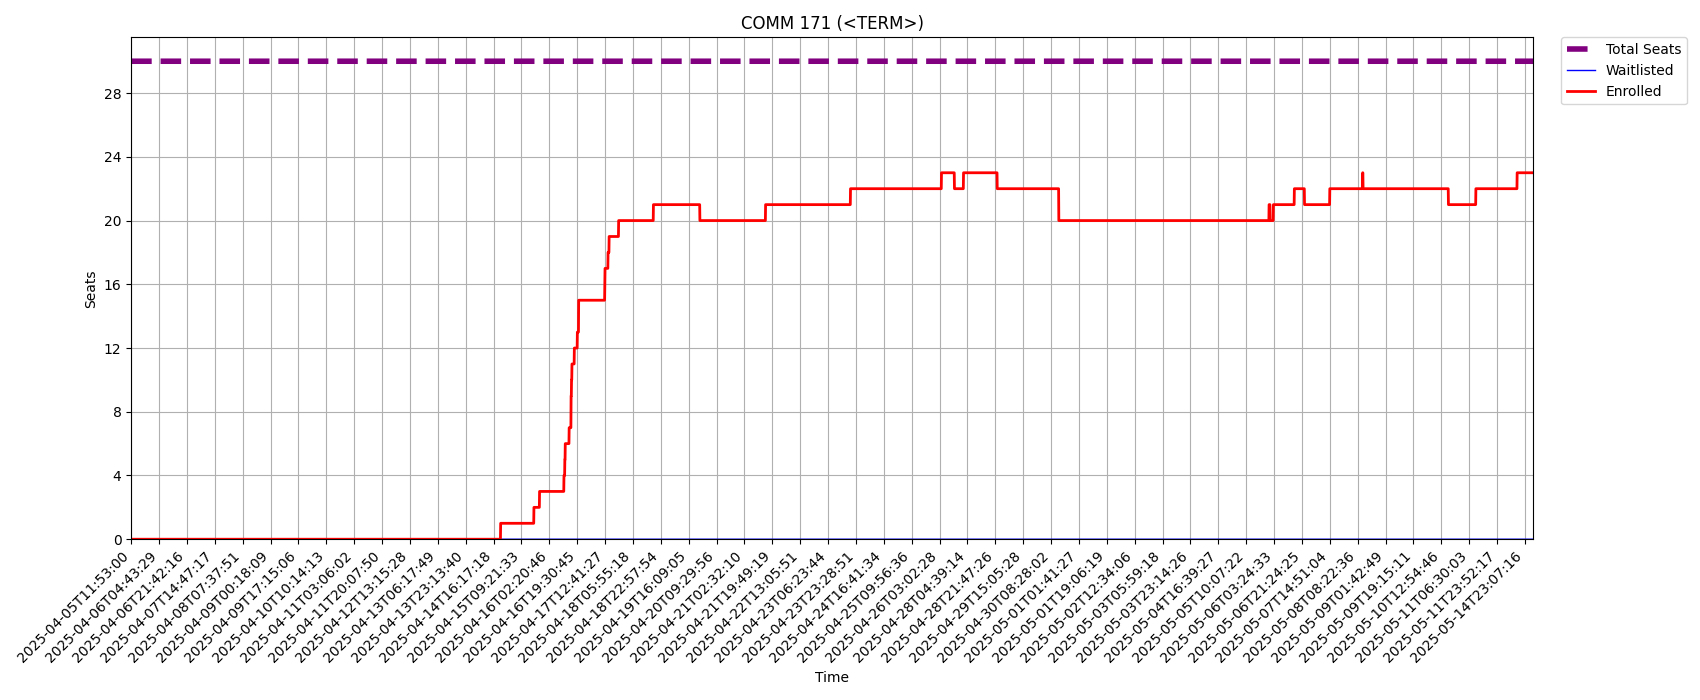 COMM 171 (<TERM>)
Total Seats
Waitlisted
Enrolled
Seats
28
24
20
16
12
8
4
0
2025-04-05T11:53:00
2025-04-06T04:43:29
2025-04-06T21:42:16
2025-04-07T14:47:17
2025-04-08T07:37:51
2025-04-09T00:18:09
2025-04-09T17:15:06
2025-04-10T10:14:13
2025-04-11T03:06:02
2025-04-11T20:07:50
2025-04-12T13:15:28
2025-04-13T06:17:49
2025-04-13T23:13:40
2025-04-14T16:17:18
2025-04-15T09:21:33
2025-04-16T02:20:46
2025-04-16T19:30:45
2025-04-17T12:41:27
2025-04-18T05:55:18
2025-04-18T22:57:54
2025-04-19T16:09:05
2025-04-20T09:29:56
2025-04-21T02:32:10
2025-04-21T19:49:19
2025-04-22T13:05:51
2025-04-23T06:23:44
2025-04-23T23:28:51
2025-04-24T16:41:34
2025-04-25T09:56:36
2025-04-26T03:02:28
2025-04-28T04:39:14
2025-04-28T21:47:26
2025-04-29T15:05:28
2025-04-30T08:28:02
2025-05-01T01:41:27
2025-05-01T19:06:19
2025-05-02T12:34:06
2025-05-03T05:59:18
2025-05-03T23:14:26
2025-05-04T16:39:27
2025-05-05T10:07:22
2025-05-06T03:24:33
2025-05-06T21:24:25
2025-05-07T14:51:04
2025-05-08T08:22:36
2025-05-09T01:42:49
2025-05-09T19:15:11
2025-05-10T12:54:46
2025-05-11T06:30:03
2025-05-11T23:52:17
2025-05-14T23:07:16
Time